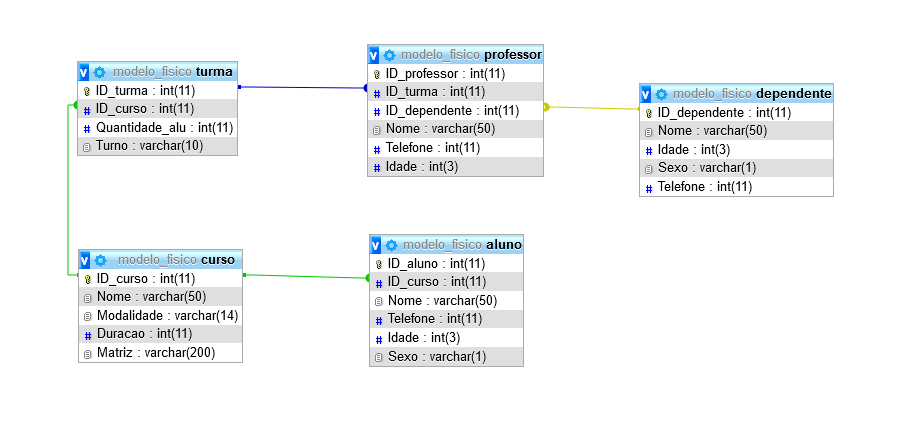 modelo_fisico turma
ID_turma : int(11)
ID_curso : int(11)
Quantidade_alu : int(11)
Turno : varchar(10)
modelo_fisico professor
ID_professor : int(11)
ID_turma : int(11)
ID_dependente : int(11)
Nome : varchar(50)
Telefone : int(11)
Idade : int(3)
modelo_fisico dependente
ID_dependente : int(11)
Nome : varchar(50)
Idade : int(3)
Sexo : varchar(1)
Telefone : int(11)
modelo_fisico curso
ID_curso : int(11)
Nome : varchar(50)
Modalidade : varchar(14)
Duracao : int(11)
Matriz : varchar(200)
modelo_fisico aluno
ID_aluno : int(11)
ID_curso : int(11)
Nome : varchar(50)
Telefone : int(11)
Idade : int(3)
Sexo : varchar(1)